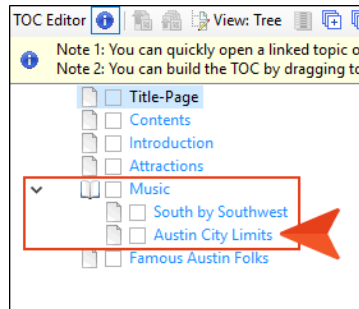 TOC Editor View: Tree
Note 1: You can quickly open a linked topic o
Note 2: You can build the TOC by dragging to
Title-Page
Contents
Introduction
Attractions
Music
South by Southwest
Austin City Limits
Famous Austin Folks